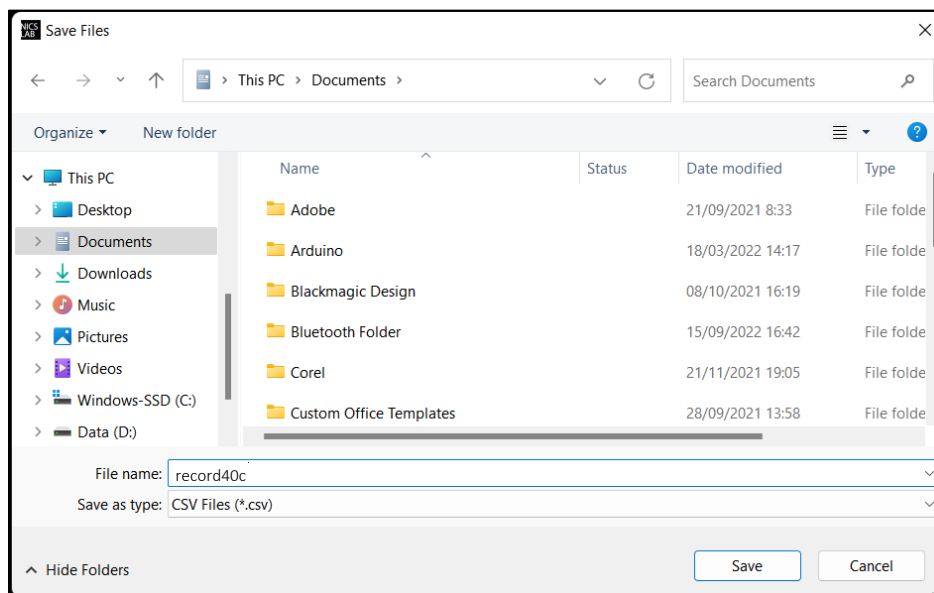 NICS
LAB
Save Files
This PC > Documents >
Search Documents
Organize
New folder
?
Name
Status
Date modified
Type
This PC
Desktop
Documents
Downloads
Music
Pictures
Videos
Windows-SSD (C:)
Data (D:)
Adobe 21/09/2021 8:33 File folde
Arduino 18/03/2022 14:17 File folde
Blackmagic Design 08/10/2021 16:19 File folde
Bluetooth Folder 15/09/2022 16:42 File folde
Corel 21/11/2021 19:05 File folde
Custom Office Templates 28/09/2021 13:58 File folde
File name: record40c
Save as type: CSV Files (*.csv)
Hide Folders
Save
Cancel